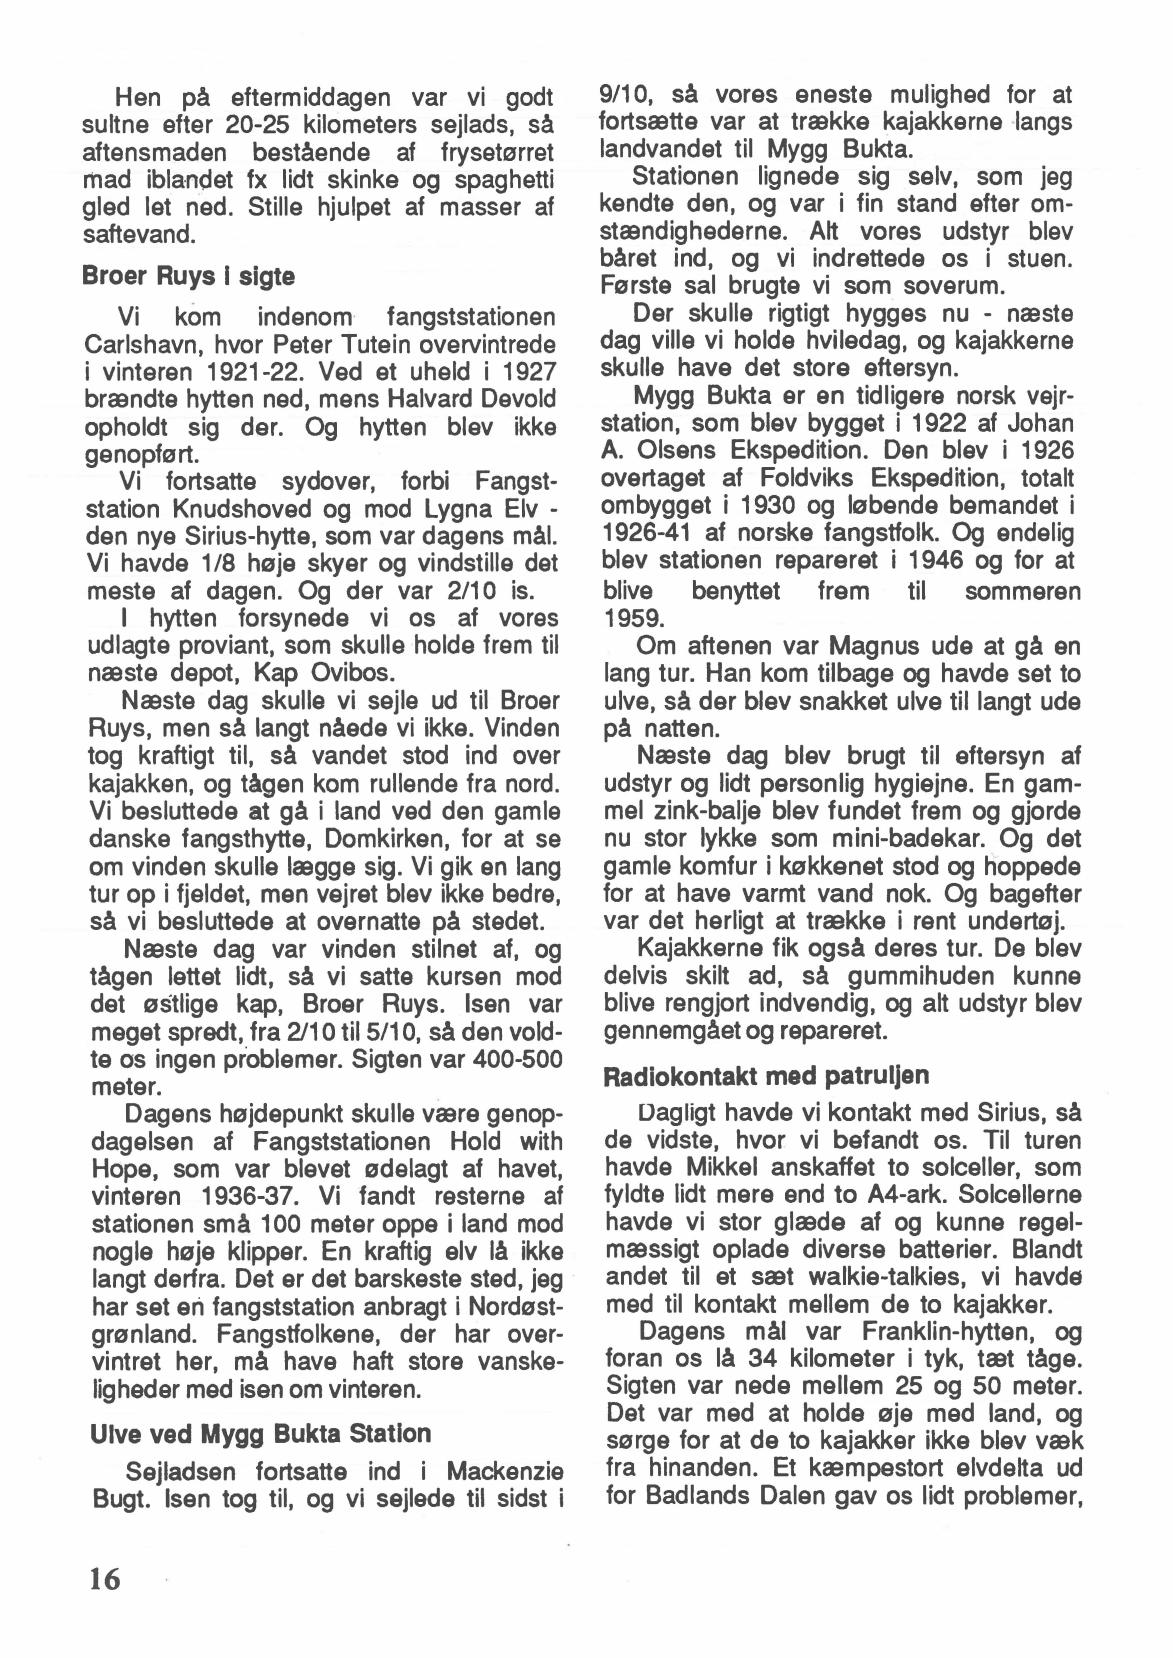 Hen på eftermiddagen var vi godt
sultne efter 20-25 kilometers sejlads, så
aftensmaden bestående af frysetørret
mad iblandet fx lidt skinke og spaghetti
gled let ned. Stille hjulpet af masser af
saftevand.
Broer Ruys i sigte
Vi kom indenom fangststationen
Carlshavn, hvor Peter Tutein overvintrede
i vinteren 1921-22. Ved et uheld i 1927
brændte hytten ned, mens Halvard Devold
opholdt sig der. Og hytten blev ikke
genopført.
Vi fortsatte sydover, forbi Fangst-
station Knudshoved og mod Lygna Elv -
den nye Sirius-hytte, som var dagens mål.
Vi havde 1/8 høje skyer og vindstille det
meste af dagen. Og der var 2/10 is.
I hytten forsynede vi os af vores
udlagte proviant, som skulle holde frem til
næste depot, Kap Ovibos.
Næste dag skulle vi sejle ud til Broer
Ruys, men så langt nåede vi ikke. Vinden
tog kraftigt til, så vandet stod ind over
kajakken, og tågen kom rullende fra nord.
Vi besluttede at gå i land ved den gamle
danske fangsthytte, Domkirken, for at se
om vinden skulle lægge sig. Vi gik en lang
tur op i fjeldet, men vejret blev ikke bedre,
så vi besluttede at overnatte på stedet.
Næste dag var vinden stilnet af, og
tågen lettet lidt, så vi satte kursen mod
det østlige kap, Broer Ruys. Isen var
meget spredt, fra 2/10 til 5/10, så den vold-
te os ingen problemer. Sigten var 400-500
meter.
Dagens højdepunkt skulle være genop-
dagelsen af Fangststationen Hold with
Hope, som var blevet ødelagt af havet,
vinteren 1936-37. Vi fandt resterne af
stationen små 100 meter oppe i land mod
nogle høje klipper. En kraftig elv lå ikke
langt derfra. Det er det barskeste sted, jeg
har set en fangststation anbragt i Nordøst-
grønland. Fangstfolkene, der har over-
vintret her, må have haft store vanske-
ligheder med isen om vinteren.
Ulve ved Mygg Bukta Station
Sejladsen fortsatte ind i Mackenzie
Bugt. Isen tog til, og vi sejlede til sidst i
9/10, så vores eneste mulighed for at
fortsætte var at trække kajakkerne langs
landvandet til Mygg Bukta.
Stationen lignede sig selv, som jeg
kendte den, og var i fin stand efter om-
stændighederne. Alt vores udstyr blev
båret ind, og vi indrettede os i stuen.
Første sal brugte vi som soverum.
Der skulle rigtigt hygges nu - næste
dag ville vi holde hviledag, og kajakkerne
skulle have det store eftersyn.
Mygg Bukta er en tidligere norsk vejr-
station, som blev bygget i 1922 af Johan
A. Olsens Ekspedition. Den blev i 1926
overtaget af Foldviks Ekspedition, totalt
ombygget i 1930 og løbende bemandet i
1926-41 af norske fangstfolk. Og endelig
blev stationen repareret i 1946 og for at
blive benyttet frem til sommeren
1959.
Om aftenen var Magnus ude at gå en
lang tur. Han kom tilbage og havde set to
ulve, så der blev snakket ulve til langt ude
på natten.
Næste dag blev brugt til eftersyn af
udstyr og lidt personlig hygiejne. En gam-
mel zink-balje blev fundet frem og gjorde
nu stor lykke som mini-badekar. Og det
gamle komfur i køkkenet stod og hoppede
for at have varmt vand nok. Og bagefter
var det herligt at trække i rent undertøj.
Kajakkerne fik også deres tur. De blev
delvis skilt ad, så gummihuden kunne
blive rengjort indvendig, og alt udstyr blev
gennemgået og repareret.
Radiokontakt med patruljen
Dagligt havde vi kontakt med Sirius, så
de vidste, hvor vi befandt os. Til turen
havde Mikkel anskaffet to solceller, som
fyldte lidt mere end to A4-ark. Solcellerne
havde vi stor glæde af og kunne regel-
mæssigt oplade diverse batterier. Blandt
andet til et sæt walkie-talkies, vi havde
med til kontakt mellem de to kajakker.
Dagens mål var Franklin-hytten, og
foran os lå 34 kilometer i tyk, tæt tåge.
Sigten var nede mellem 25 og 50 meter.
Det var med at holde øje med land, og
sørge for at de to kajakker ikke blev væk
fra hinanden. Et kæmpestort elvdelta ud
for Badlands Dalen gav os lidt problemer,
16